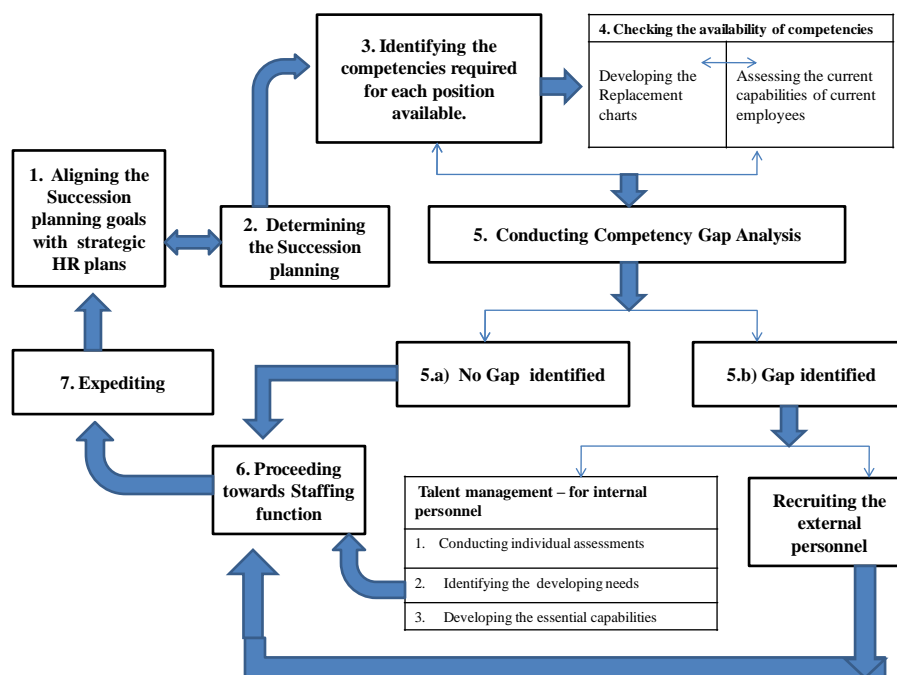 3. Identifying the
competencies required
for each position
available.
4. Checking the availability of competencies
Developing the
Replacement
charts
Assessing the current
capabilities of current
employees
1. Aligning the
Succession
planning goals
with strategic
HR plans
2. Determining
the Succession
planning
5. Conducting Competency Gap Analysis
7. Expediting
5.a) No Gap identified
5.b) Gap identified
6. Proceeding
towards Staffing
function
Talent management – for internal
personnel
1. Conducting individual assessments
2. Identifying the developing needs
3. Developing the essential capabilities
Recruiting the
external
personnel